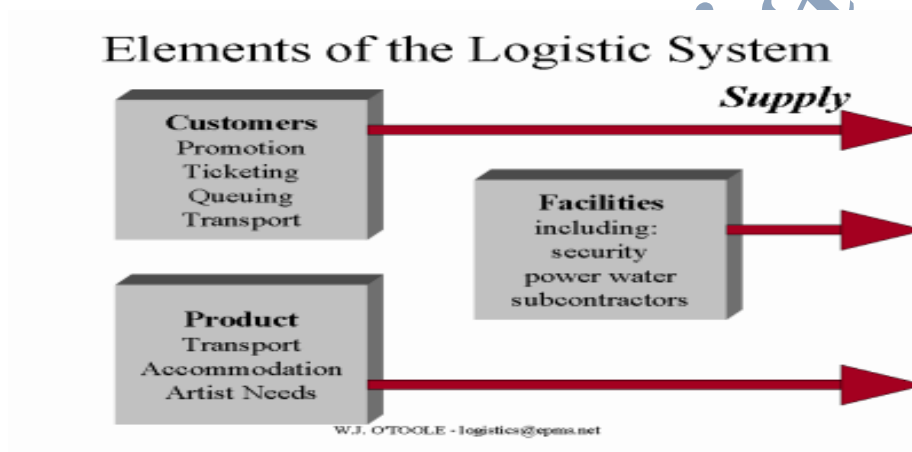 Elements of the Logistic System
Supply
Customers
Promotion
Ticketing
Queuing
Transport
Facilities
including:
security
power water
subcontractors
Product
Transport
Accommodation
Artist Needs
W.J. O'TOOLE - logistics@epms.net